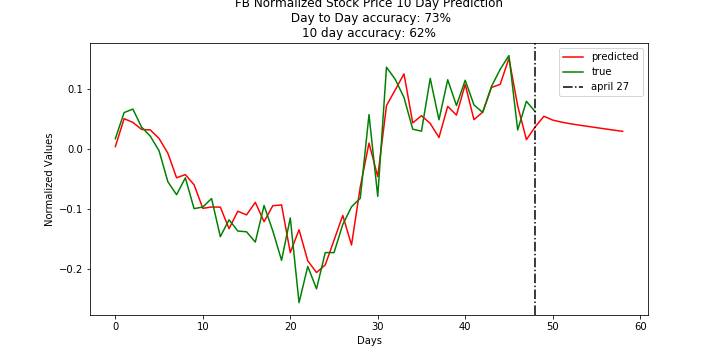 FB Normalized Stock Price 10 Day Prediction
Day to Day accuracy: 73%
10 day accuracy: 62%
predicted
true
april 27
Normalized Values
0.1
0.0
−0.1
−0.2
0 10 20 30 40 50 60
Days